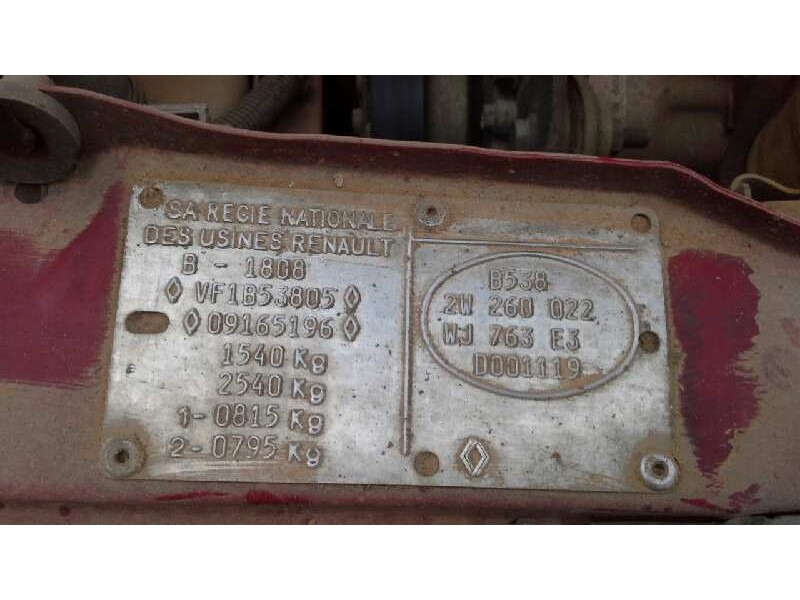 SA REGIE NATIONALE
DES USINES RENAULT
B - 1808
VF1B53805
09165196
1540 Kg
2540 Kg
1-0815 Kg
2-0795 Kg
B538
2W 260 022
WJ 763 E3
D001119